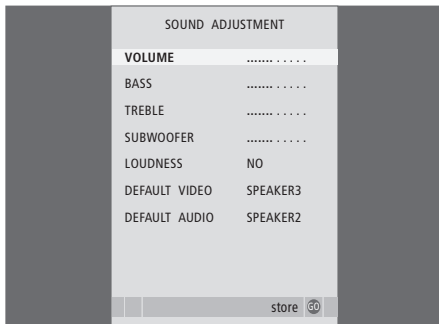 SOUND ADJUSTMENT
VOLUME ............
BASS ............
TREBLE ............
SUBWOOFER ............
LOUDNESS NO
DEFAULT VIDEO SPEAKER3
DEFAULT AUDIO SPEAKER2
store GO